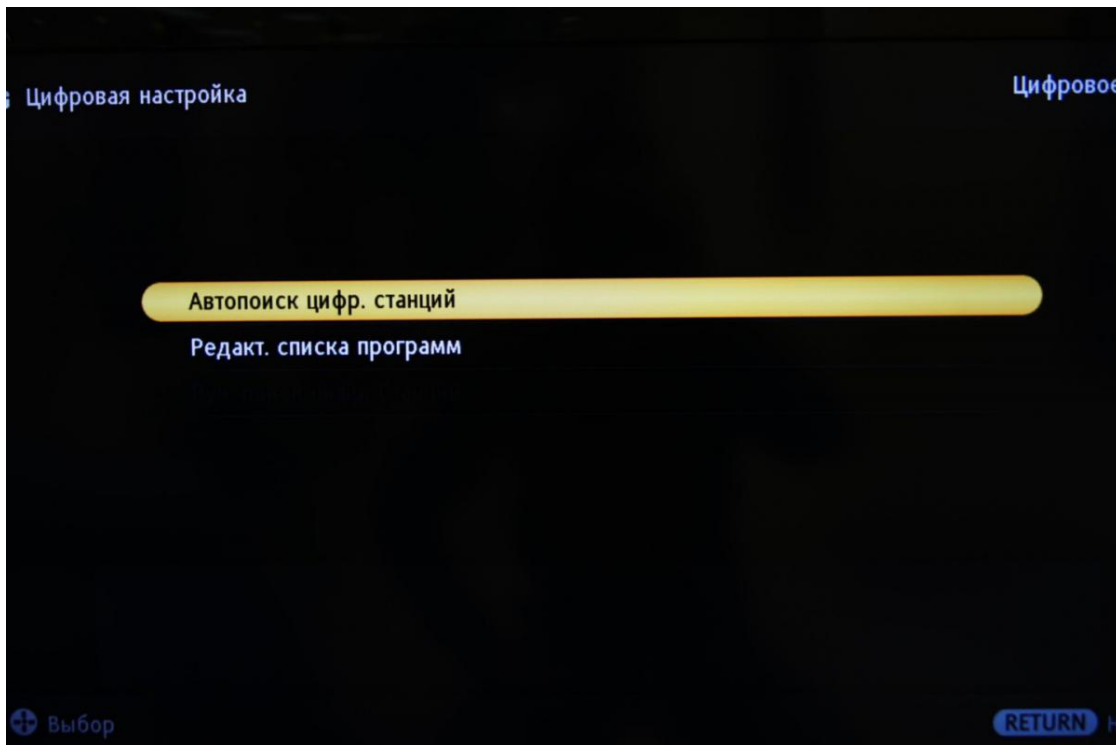 Цифровая настройка
Цифровое
Автопоиск цифр. станций
Редакт. списка программ
Выбор
RETURN